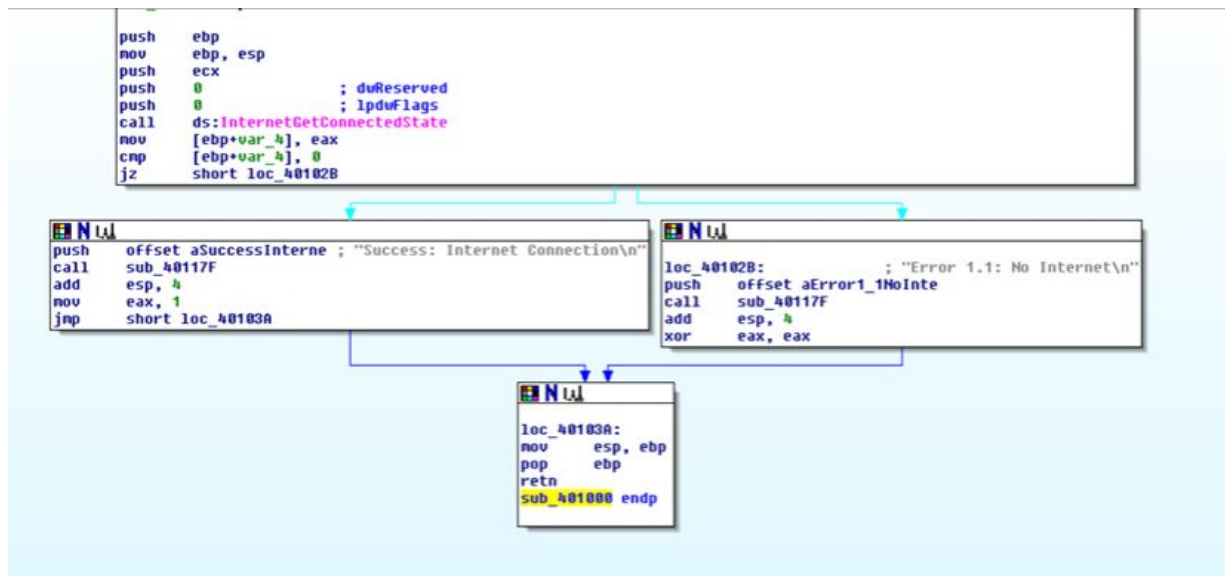 push ebp
mov ebp, esp
push ecx
push 0 ; dwReserved
push 0 ; lpdwFlags
call ds:InternetGetConnectedState
mov [ebp+var_4], eax
cmp [ebp+var_4], 0
jz short loc_40102B
push offset aSuccessInterne ; "Success: Internet Connection\n"
call sub_40117F
add esp, 4
mov eax, 1
jmp short loc_40103A
loc_40102B: ; "Error 1.1: No Internet\n"
push offset aError1_1NoInte
call sub_40117F
add esp, 4
xor eax, eax
loc_40103A:
mov esp, ebp
pop ebp
retn
sub_401000 endp